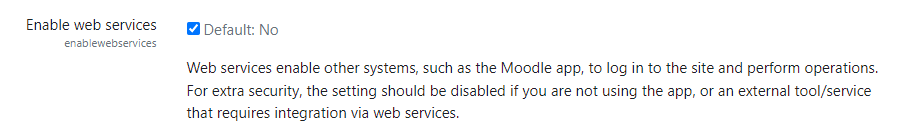 Enable web services
enablewebservices
Default: No
Web services enable other systems, such as the Moodle app, to log in to the site and perform operations.
For extra security, the setting should be disabled if you are not using the app, or an external tool/service
that requires integration via web services.